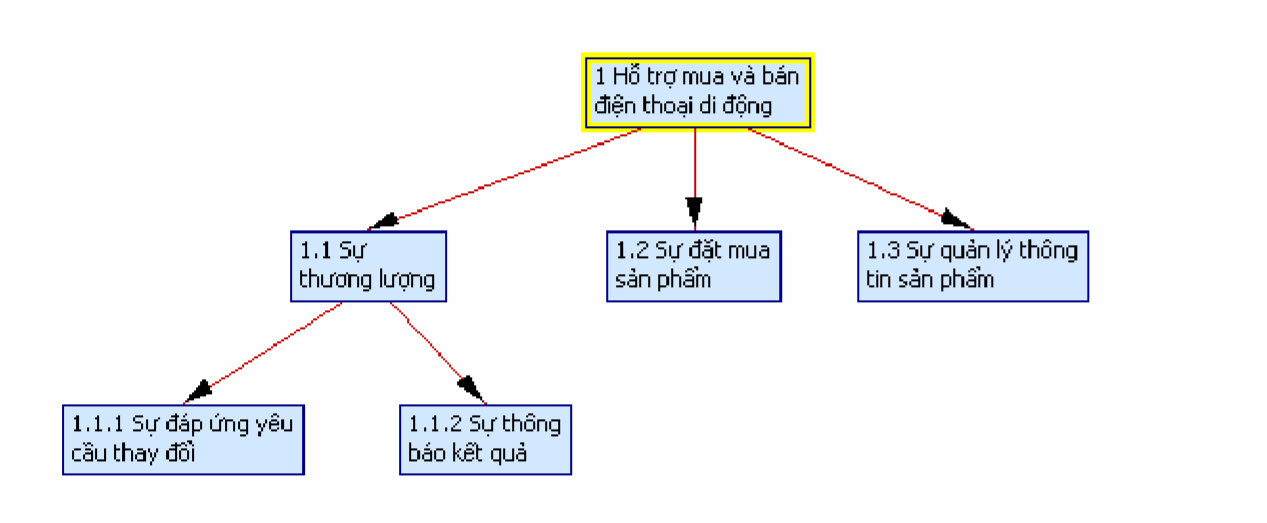 1 Hỗ trợ mua và bán
điện thoại di động
1.1 Sự
thương lượng
1.2 Sự đặt mua
sản phẩm
1.3 Sự quản lý thông
tin sản phẩm
1.1.1 Sự đáp ứng yêu
cầu thay đổi
1.1.2 Sự thông
báo kết quả